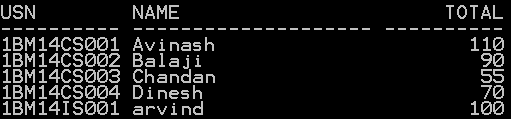 USN NAME TOTAL
---------- -------------------- ----------
1BM14CS001 Avinash 110
1BM14CS002 Balaji 90
1BM14CS003 Chandan 55
1BM14CS004 Dinesh 70
1BM14IS001 arvind 100